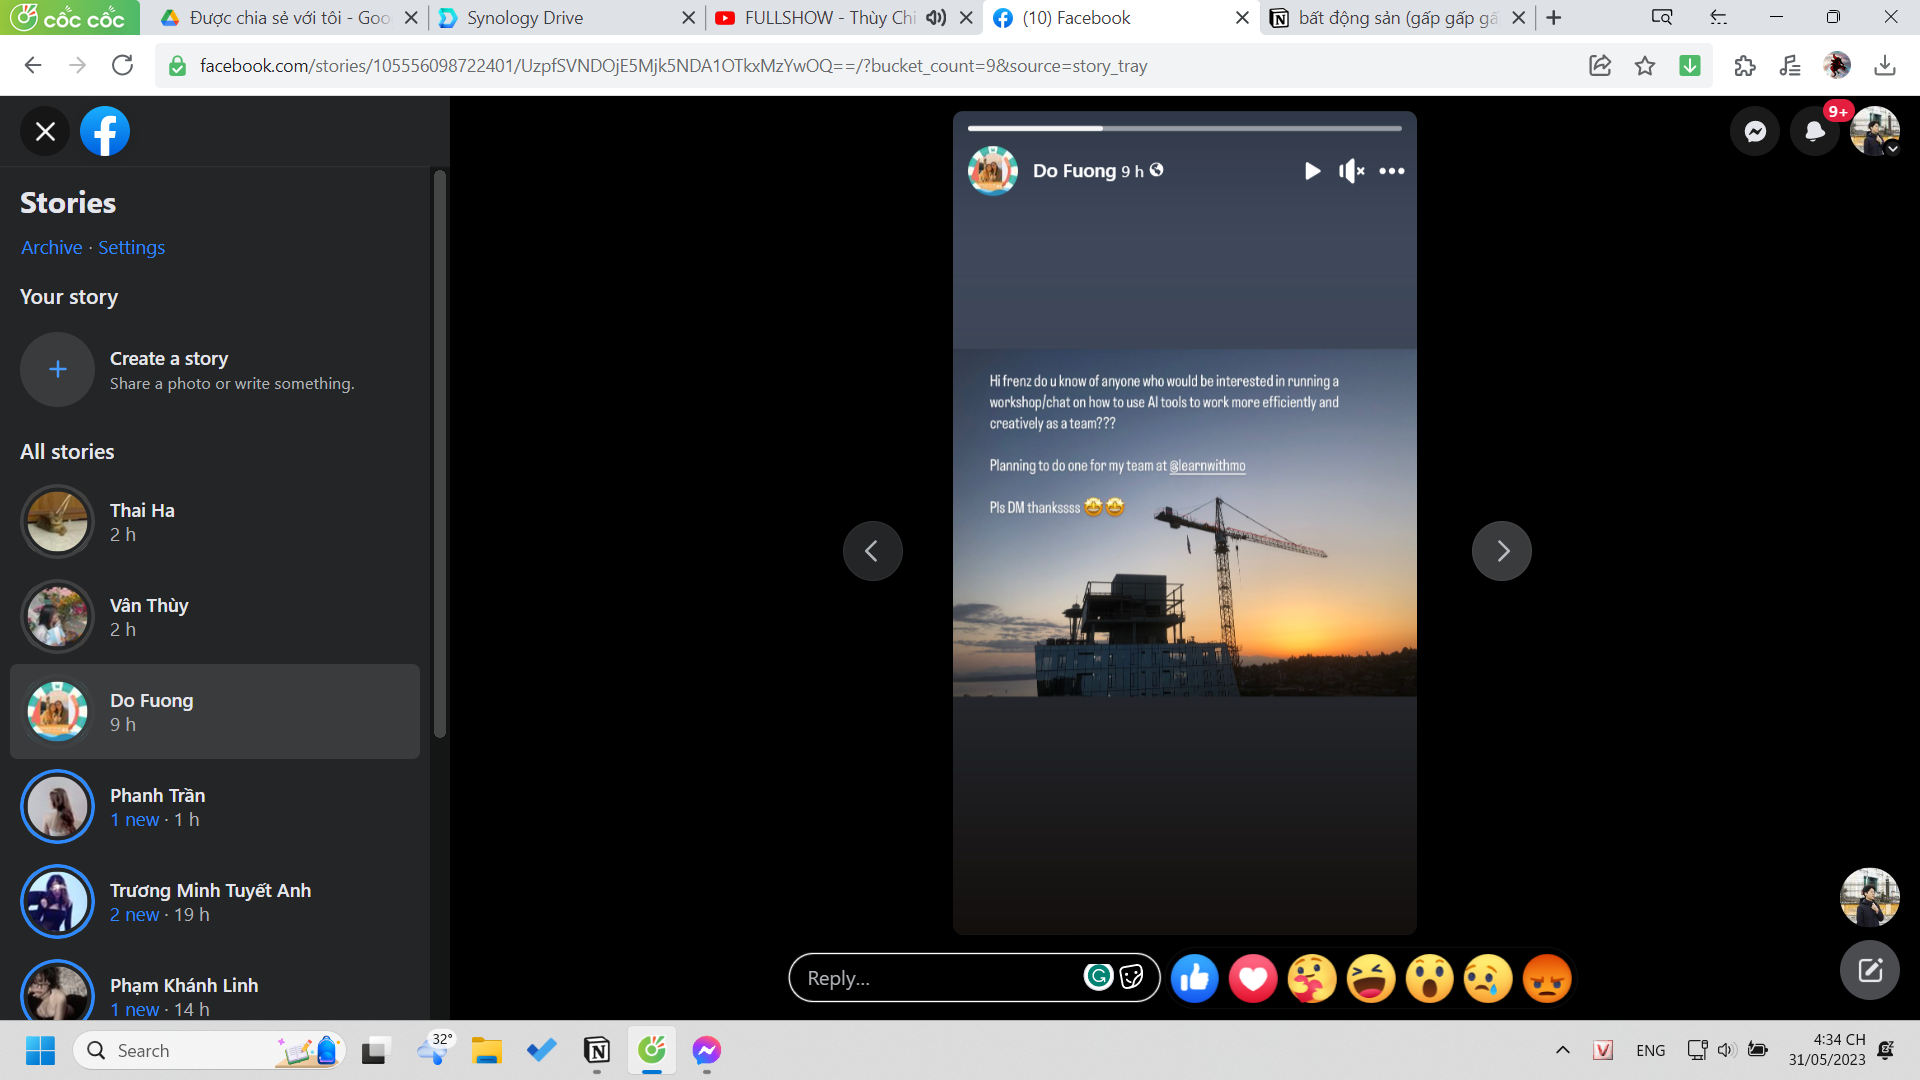 cốc cốc
Được chia sẻ với tôi - Goo
Synology Drive
FULLSHOW - Thùy Chi
(10) Facebook
bất động sản (gấp gấp gấ
facebook.com/stories/105556098722401/UzpfSVNDOjE5Mjk5NDA1OTkxMzYwOQ==/?bucket_count=9&source=story_tray
Stories
Archive · Settings
Your story
Create a story
Share a photo or write something.
All stories
Thai Ha
2 h
Vân Thùy
2 h
Do Fuong
9 h
Phanh Trần
1 new · 1 h
Trương Minh Tuyết Anh
2 new · 19 h
Phạm Khánh Linh
1 new · 14 h
Do Fuong 9 h
Hi frenz do u know of anyone who would be interested in running a
workshop/chat on how to use AI tools to work more efficiently and
creatively as a team???
Planning to do one for my team at @learnwithmo
Pls DM thankssss 🤩🤩
Reply...
9+
Search
32°
ENG
4:34 CH
31/05/2023